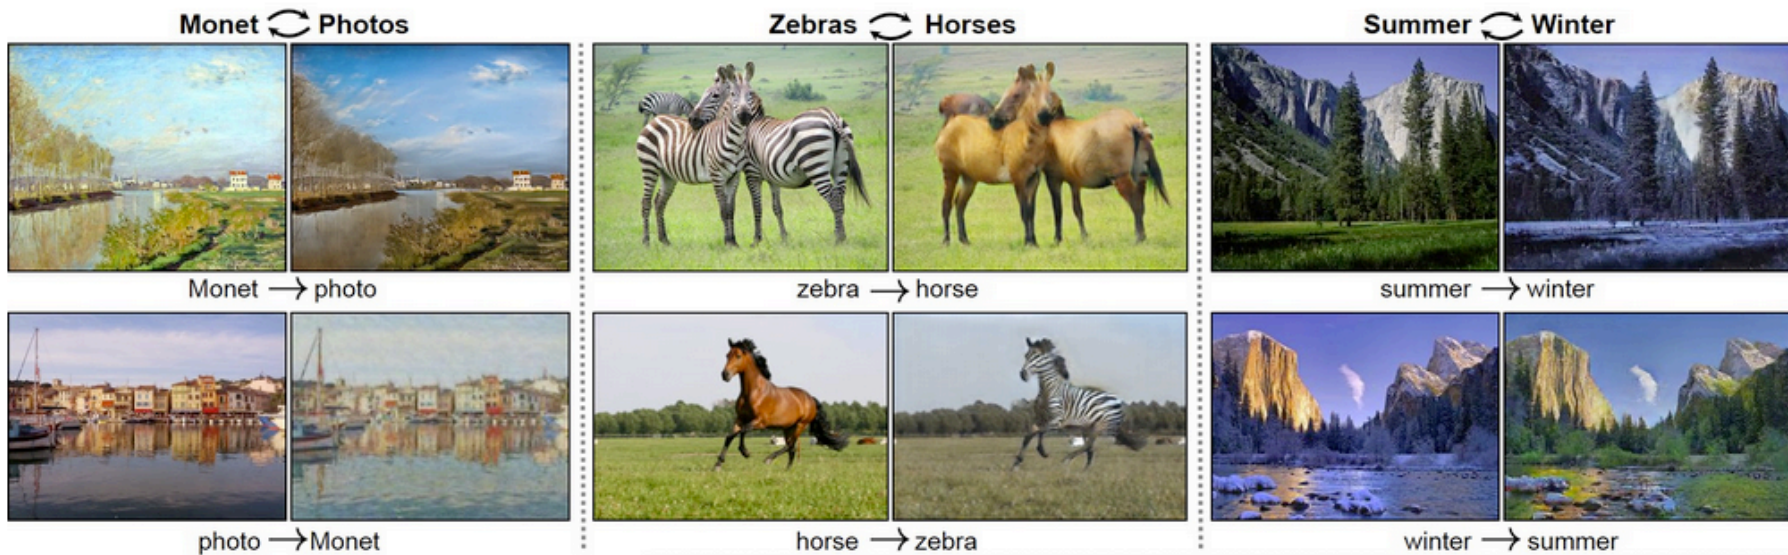 Monet ⇄ Photos
Monet → photo
photo → Monet
Zebras ⇄ Horses
zebra → horse
horse → zebra
Summer ⇄ Winter
summer → winter
winter → summer